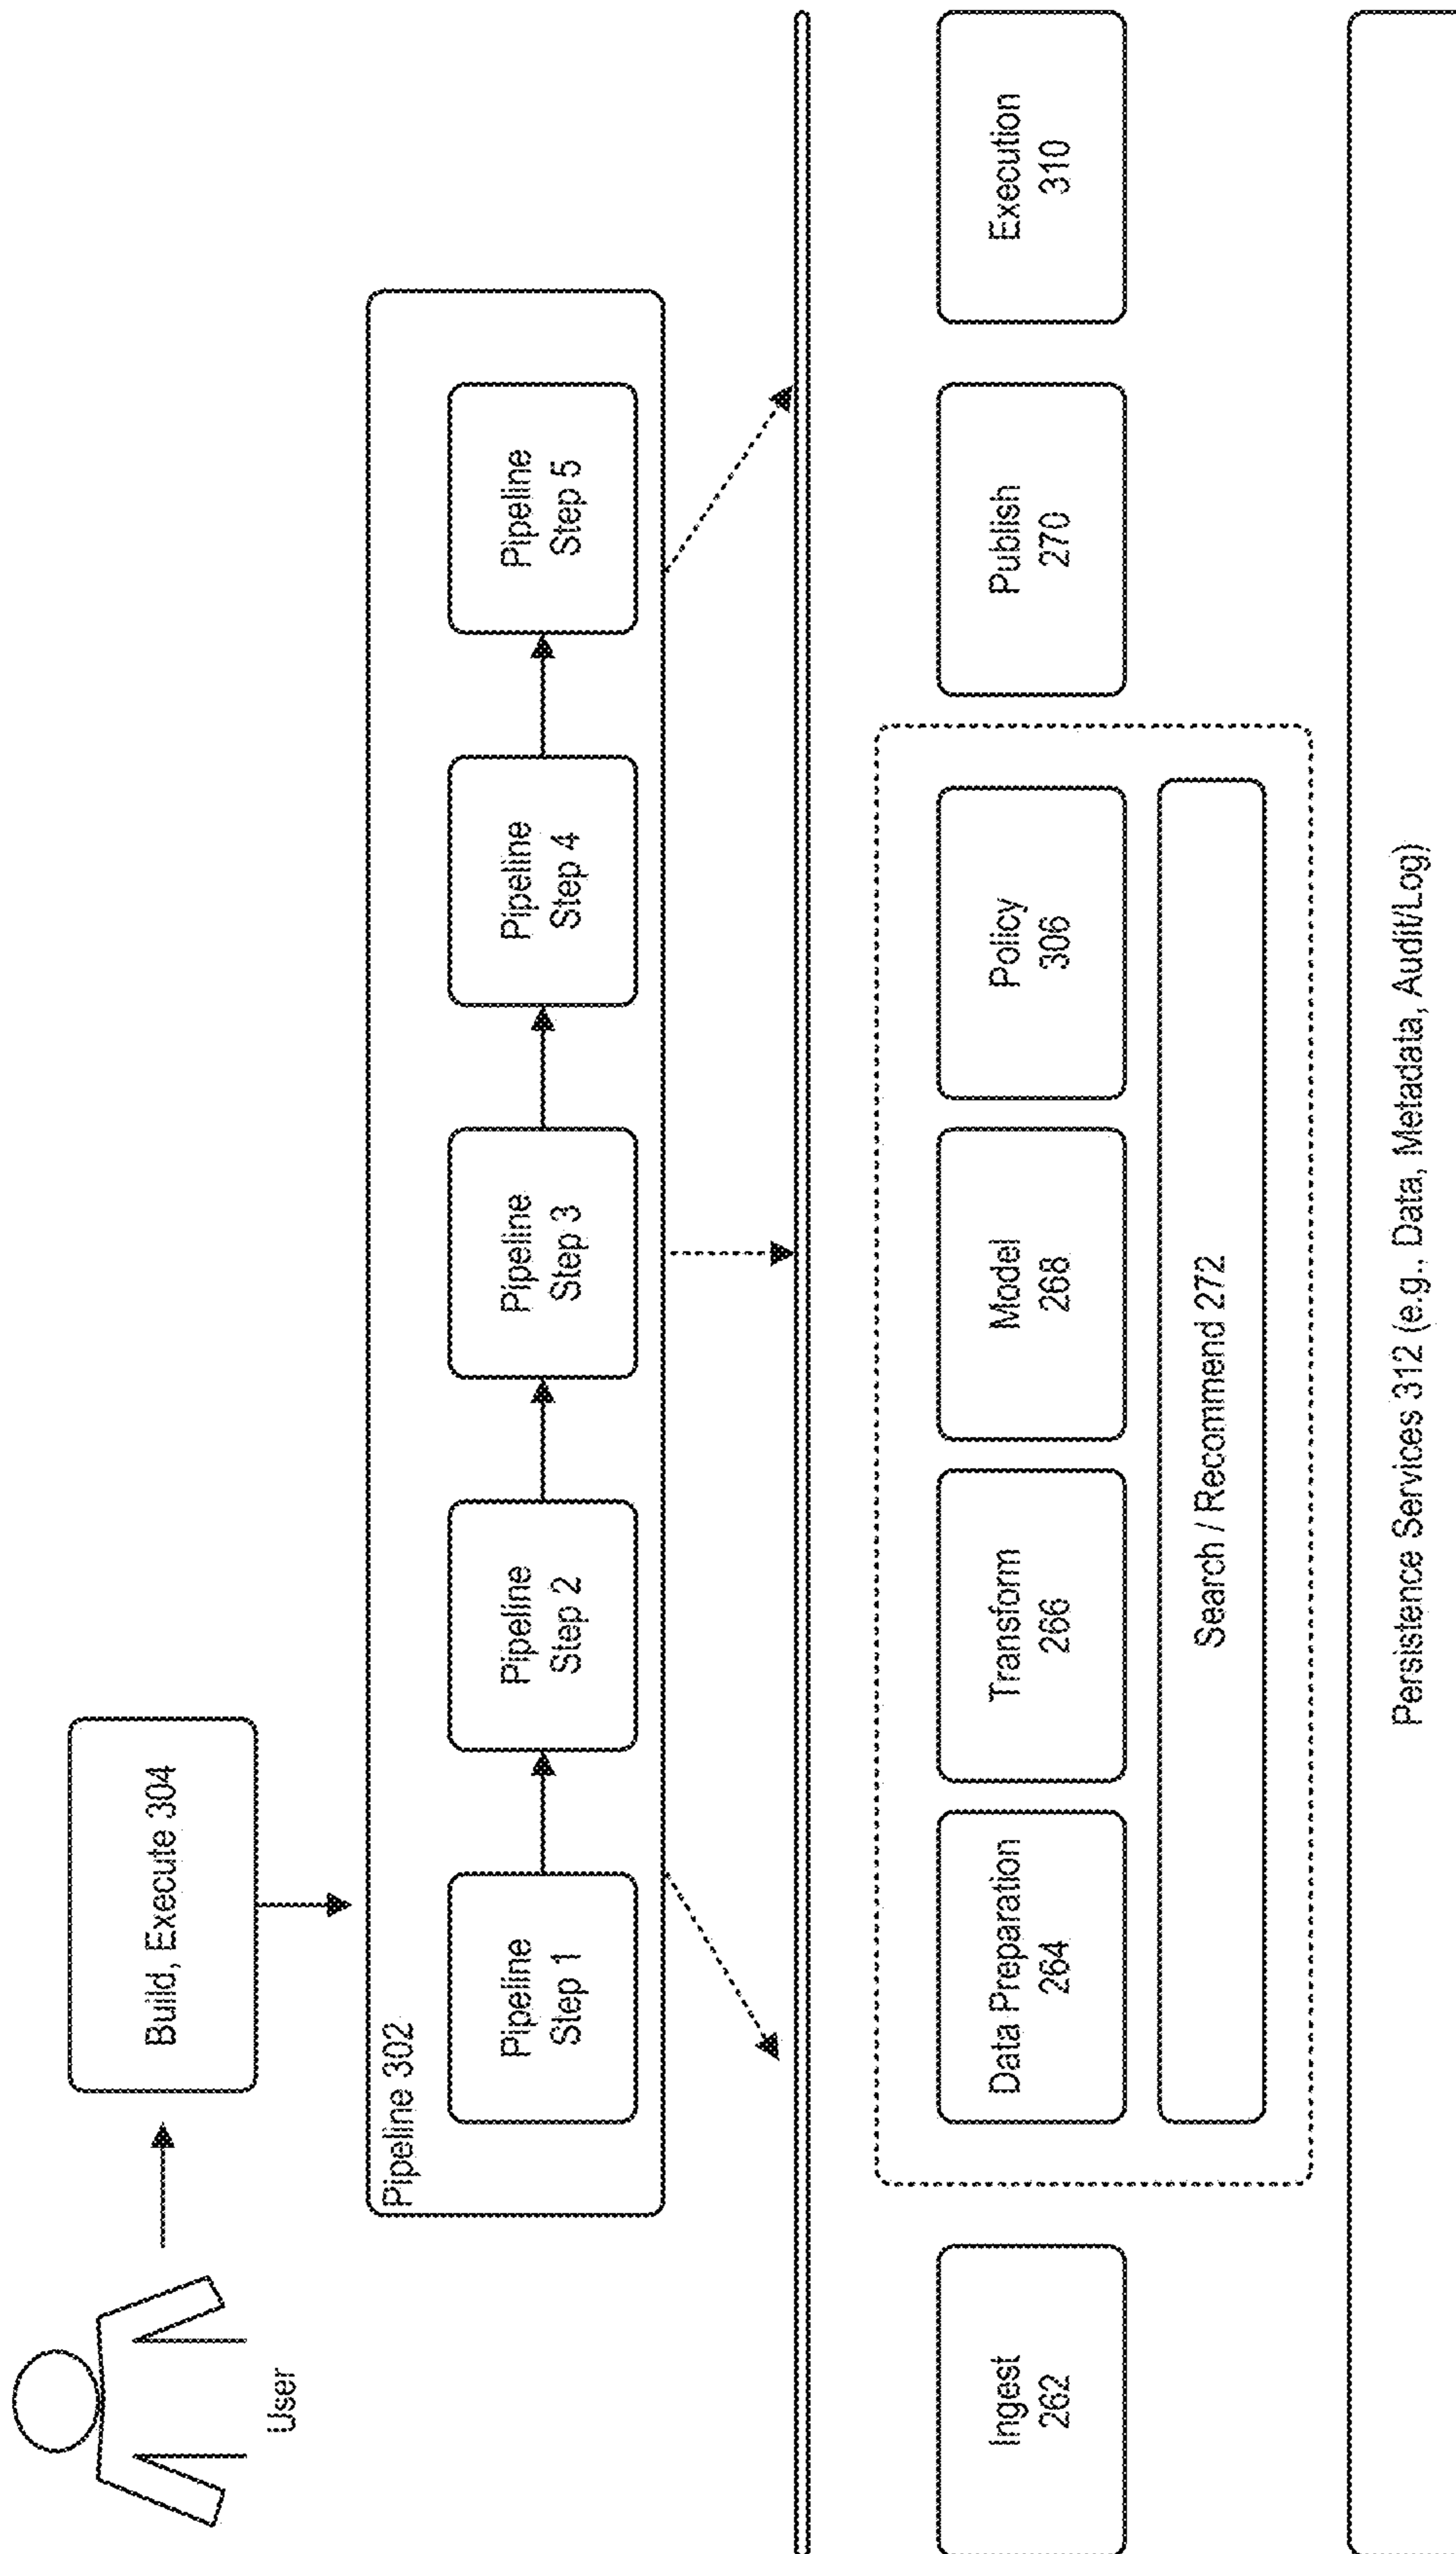 User
Build, Execute 304
Pipeline 302
Pipeline
Step 1
Pipeline
Step 2
Pipeline
Step 3
Pipeline
Step 4
Pipeline
Step 5
Ingest
262
Data Preparation
264
Transform
266
Model
268
Policy
306
Search / Recommend 272
Publish
270
Execution
310
Persistence Services 312 (e.g., Data, Metadata, Audit/Log)